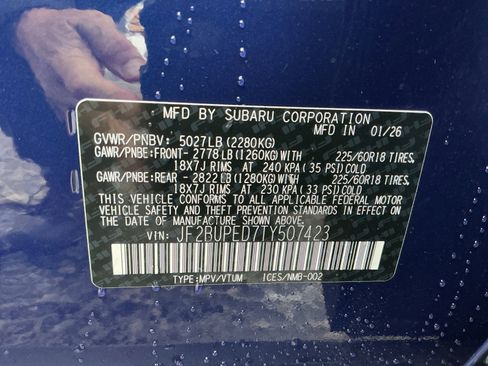 MFD BY SUBARU CORPORATION
MFD IN 01/26
GVWR/PNBV: 5027LB (2280KG)
GAWR/PNBE:FRONT- 2778 LB (1260KG)WITH 225/60R18 TIRES.
18X7J RIMS AT 240 KPA (35 PSI) COLD
GAWR/PNBE:REAR - 2822 LB (1280KG)WITH 225/60R18 TIRES.
18X7J RIMS AT 230 KPA (33 PSI) COLD
THIS VEHICLE CONFORMS TO ALL APPLICABLE FEDERAL MOTOR
VEHICLE SAFETY AND THEFT PREVENTION STANDARDS IN EFFECT ON
THE DATE OF MANUFACTURE SHOWN ABOVE.
VIN: JF2BUPED7TY507423
TYPE:MPV/VTUM ICES/NMB-002